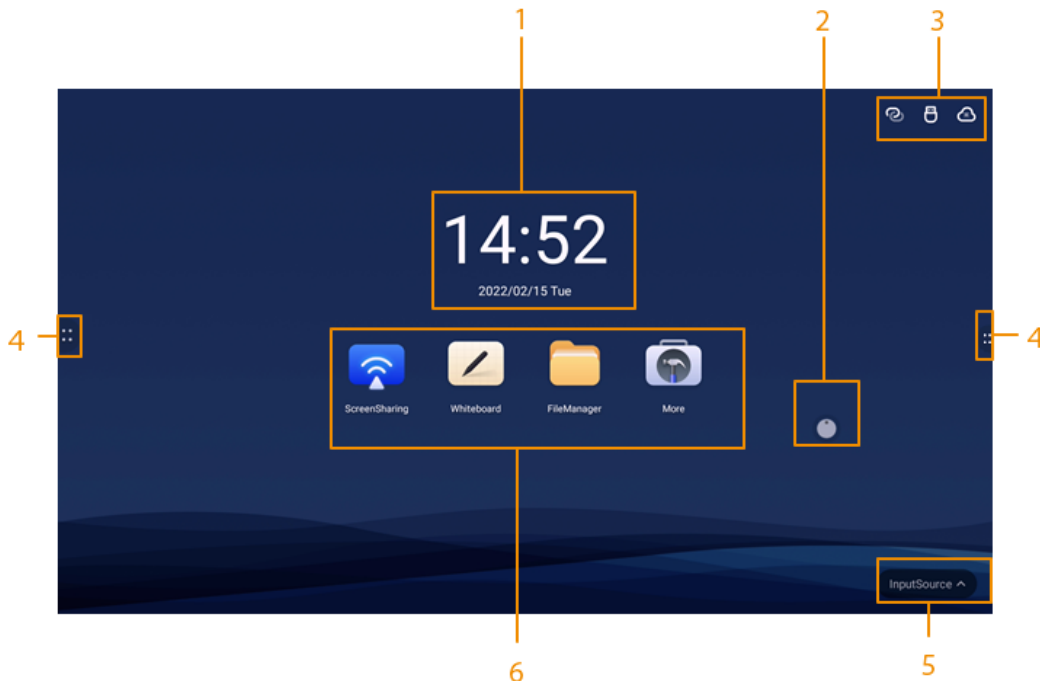 1
2
3
14:52
2022/02/15 Tue
4
4
ScreenSharing
Whiteboard
FileManager
More
InputSource
5
6